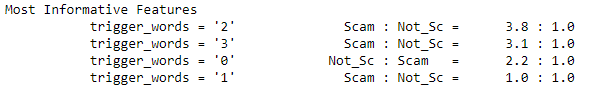 Most Informative Features
trigger_words = '2' Scam : Not_Sc = 3.8 : 1.0
trigger_words = '3' Scam : Not_Sc = 3.1 : 1.0
trigger_words = '0' Not_Sc : Scam = 2.2 : 1.0
trigger_words = '1' Scam : Not_Sc = 1.0 : 1.0